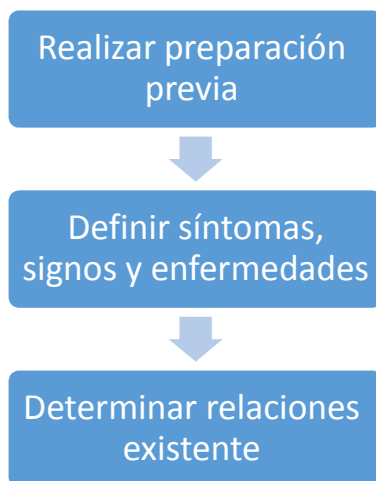 Realizar preparación
previa
Definir síntomas,
signos y enfermedades
Determinar relaciones
existente